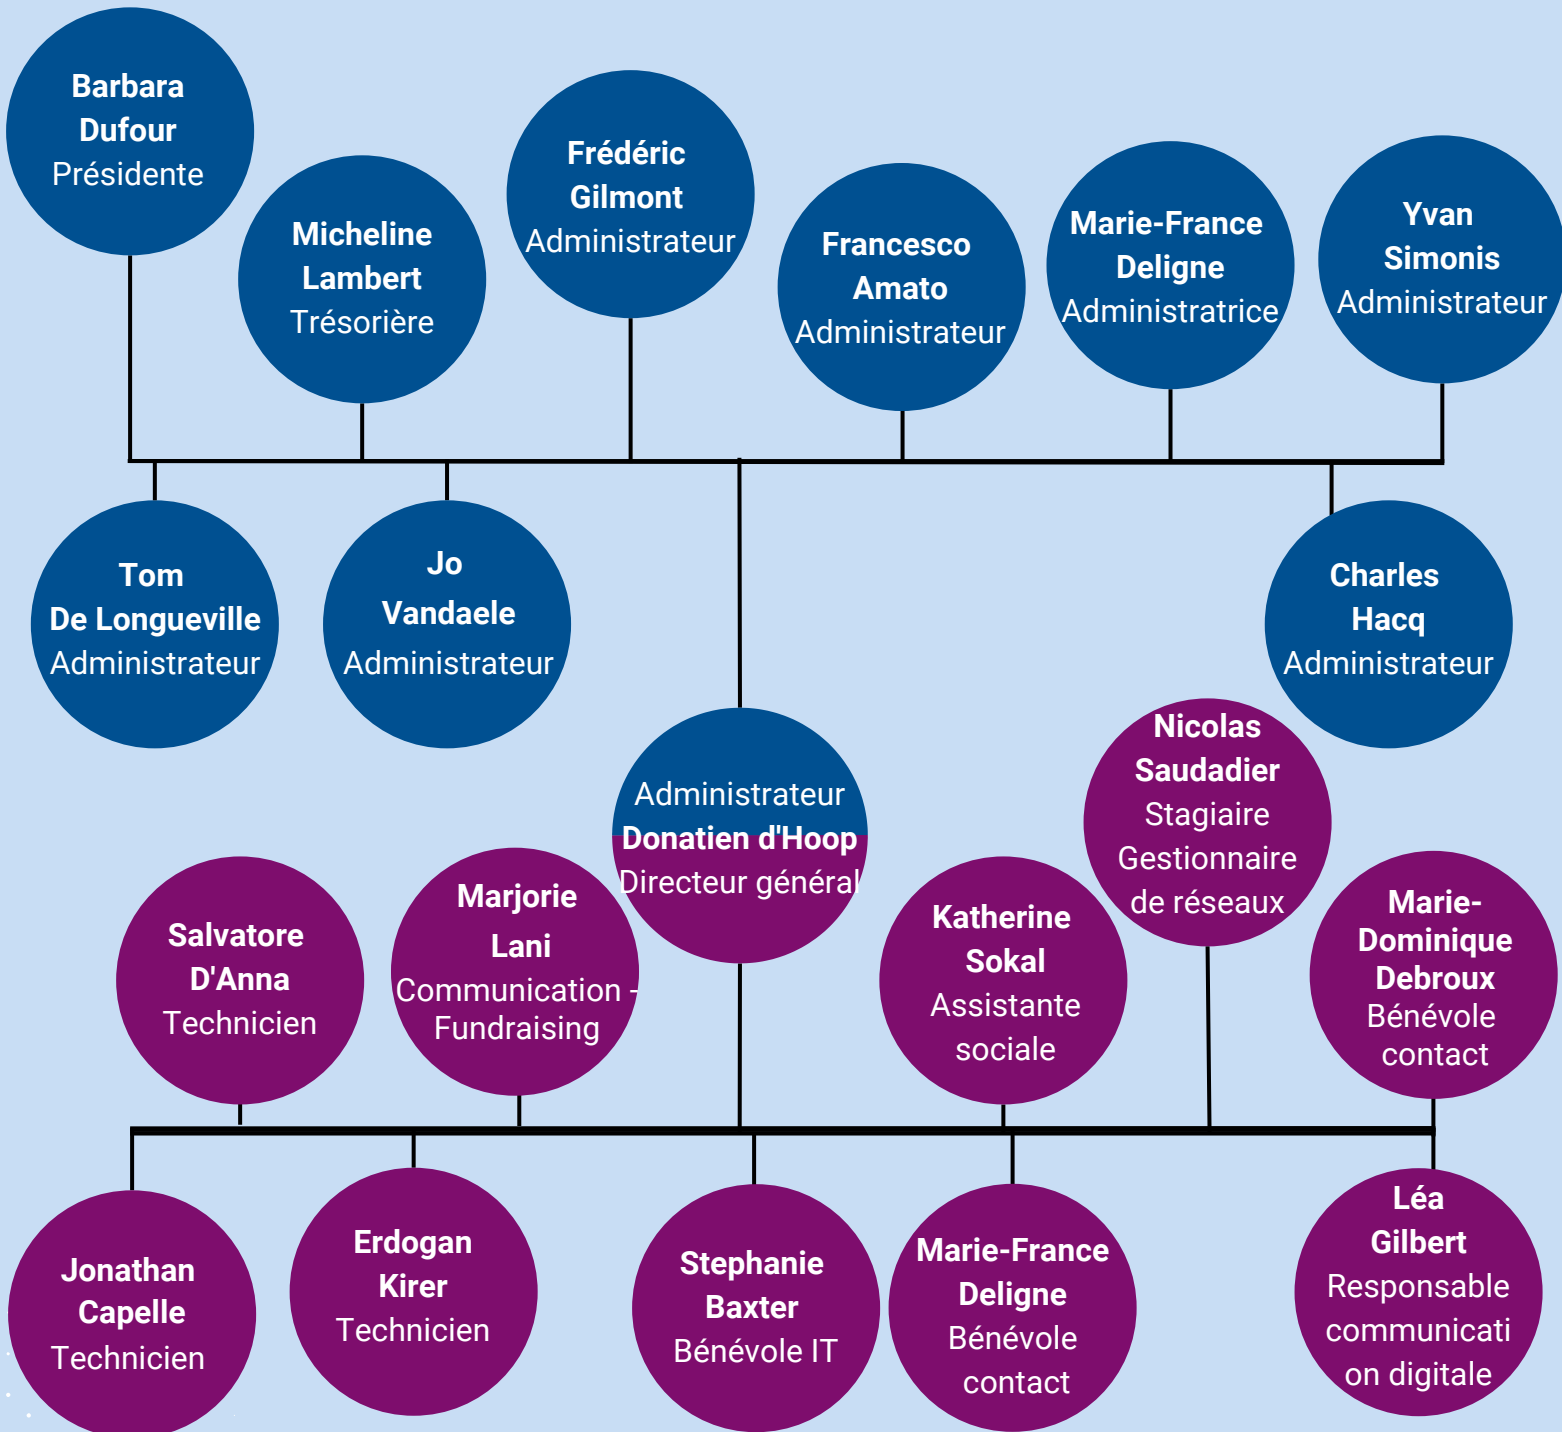 Barbara
Dufour
Présidente
Micheline
Lambert
Trésorière
Frédéric
Gilmont
Administrateur
Francesco
Amato
Administrateur
Marie-France
Deligne
Administratrice
Yvan
Simonis
Administrateur
Tom
De Longueville
Administrateur
Jo
Vandaele
Administrateur
Charles
Hacq
Administrateur
Administrateur
Donatien d'Hoop
Directeur général
Salvatore
D'Anna
Technicien
Marjorie
Lani
Communication -
Fundraising
Katherine
Sokal
Assistante
sociale
Nicolas
Saudadier
Stagiaire
Gestionnaire
de réseaux
Marie-
Dominique
Debroux
Bénévole
contact
Jonathan
Capelle
Technicien
Erdogan
Kirer
Technicien
Stephanie
Baxter
Bénévole IT
Marie-France
Deligne
Bénévole
contact
Léa
Gilbert
Responsable
communicati
on digitale